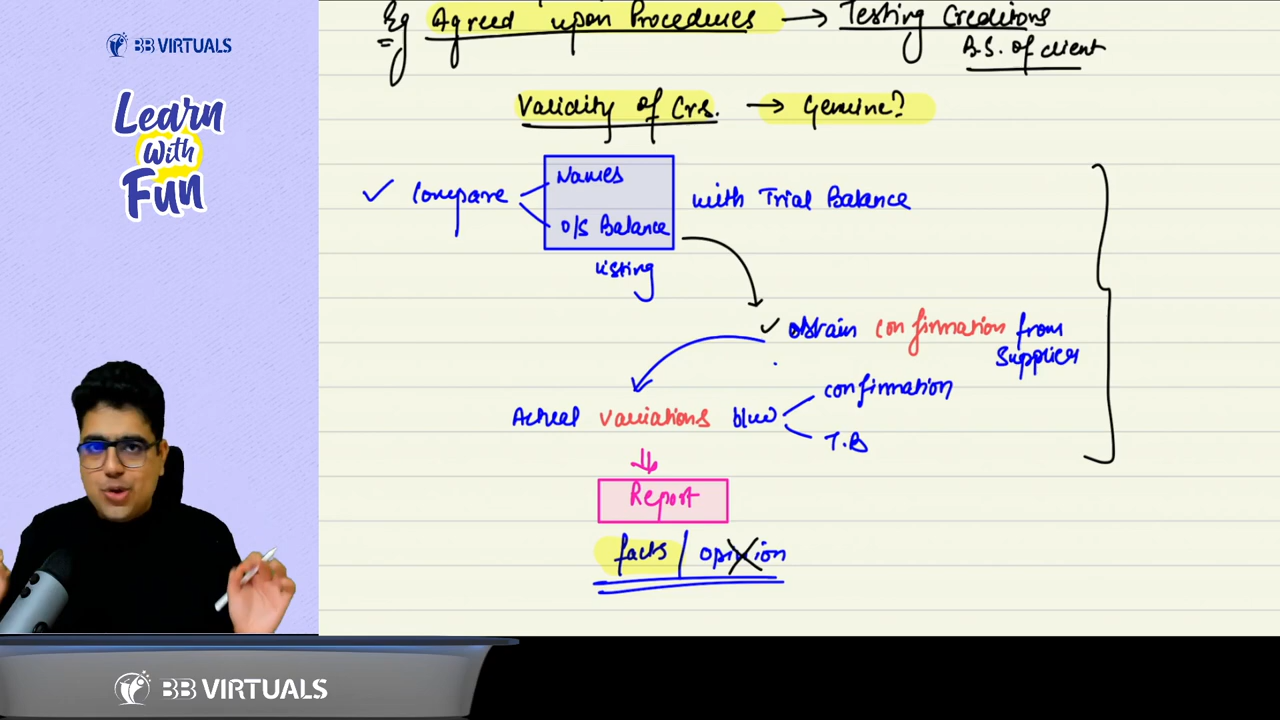 BB VIRTUALS
Learn
With
Fun
Eg Agreed upon Procedures → Testing Creditors
B.S. of client
Validity of Crs. → Genuine?
✓ Compare Names with Trial Balance
O/S Balance
Listing
✓ obtain confirmation from
Supplier
Actual variations b/w confirmation
T.B
Report
facts / opinion
BB VIRTUALS